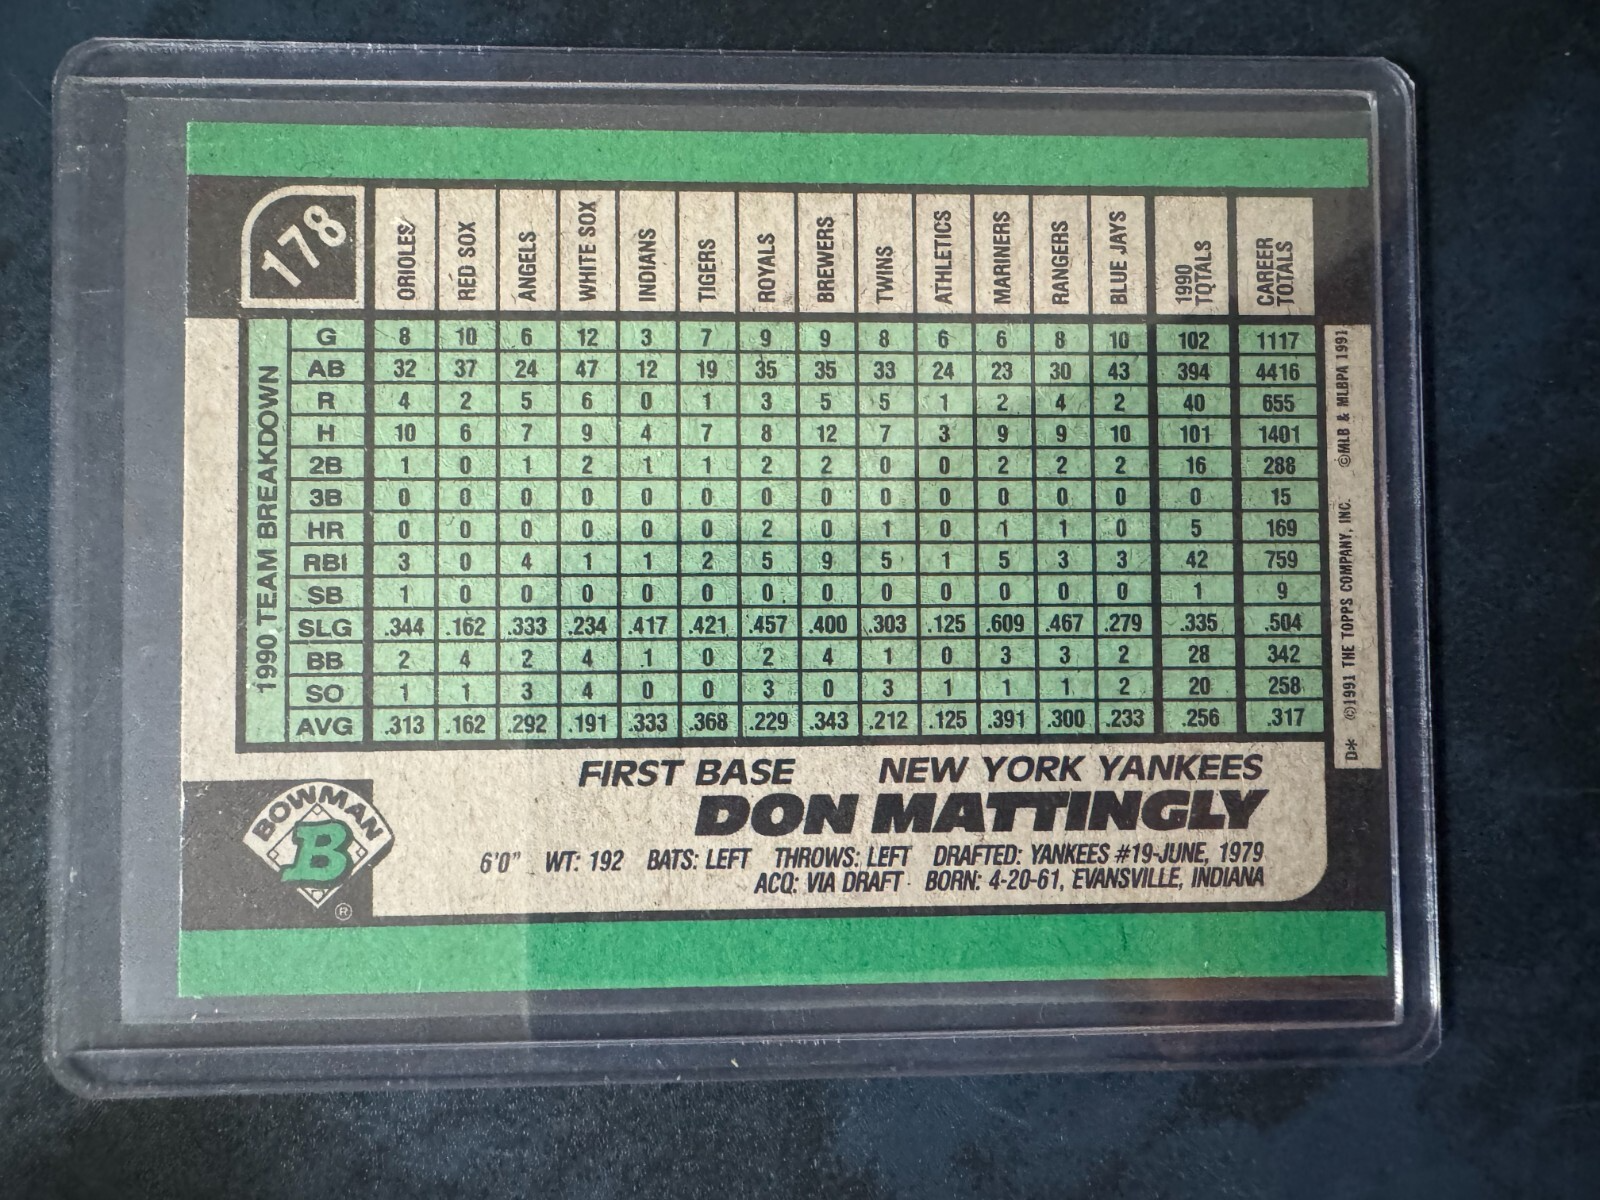 178 ORIOLES RED SOX ANGELS WHITE SOX INDIANS TIGERS ROYALS BREWERS TWINS ATHLETICS MARINERS RANGERS BLUE JAYS 1990 TOTALS CAREER TOTALS
1990 TEAM BREAKDOWN
G 8 10 6 12 3 7 9 9 8 6 6 8 10 102 1117
AB 32 37 24 47 12 19 35 35 33 24 23 30 43 394 4416
R 4 2 5 6 0 1 3 5 5 1 2 4 2 40 655
H 10 6 7 9 4 7 8 12 7 3 9 9 10 101 1401
2B 1 0 1 2 1 1 2 2 0 0 2 2 2 16 288
3B 0 0 0 0 0 0 0 0 0 0 0 0 0 0 15
HR 0 0 0 0 0 0 2 0 1 0 1 1 0 5 169
RBI 3 0 4 1 1 2 5 9 5 1 5 3 3 42 759
SB 1 0 0 0 0 0 0 0 0 0 0 0 0 1 9
SLG .344 .162 .333 .234 .417 .421 .457 .400 .303 .125 .609 .467 .279 .335 .504
BB 2 4 2 4 1 0 2 4 1 0 3 3 2 28 342
SO 1 1 3 4 0 0 3 0 3 1 1 1 2 20 258
AVG .313 .162 .292 .191 .333 .368 .229 .343 .212 .125 .391 .300 .233 .256 .317
D* ©1991 THE TOPPS COMPANY, INC. ©MLB & MLBPA 1991
FIRST BASE NEW YORK YANKEES
DON MATTINGLY
6'0" WT: 192 BATS: LEFT THROWS: LEFT DRAFTED: YANKEES #19-JUNE, 1979
ACQ: VIA DRAFT BORN: 4-20-61, EVANSVILLE, INDIANA
BOWMAN
B
®